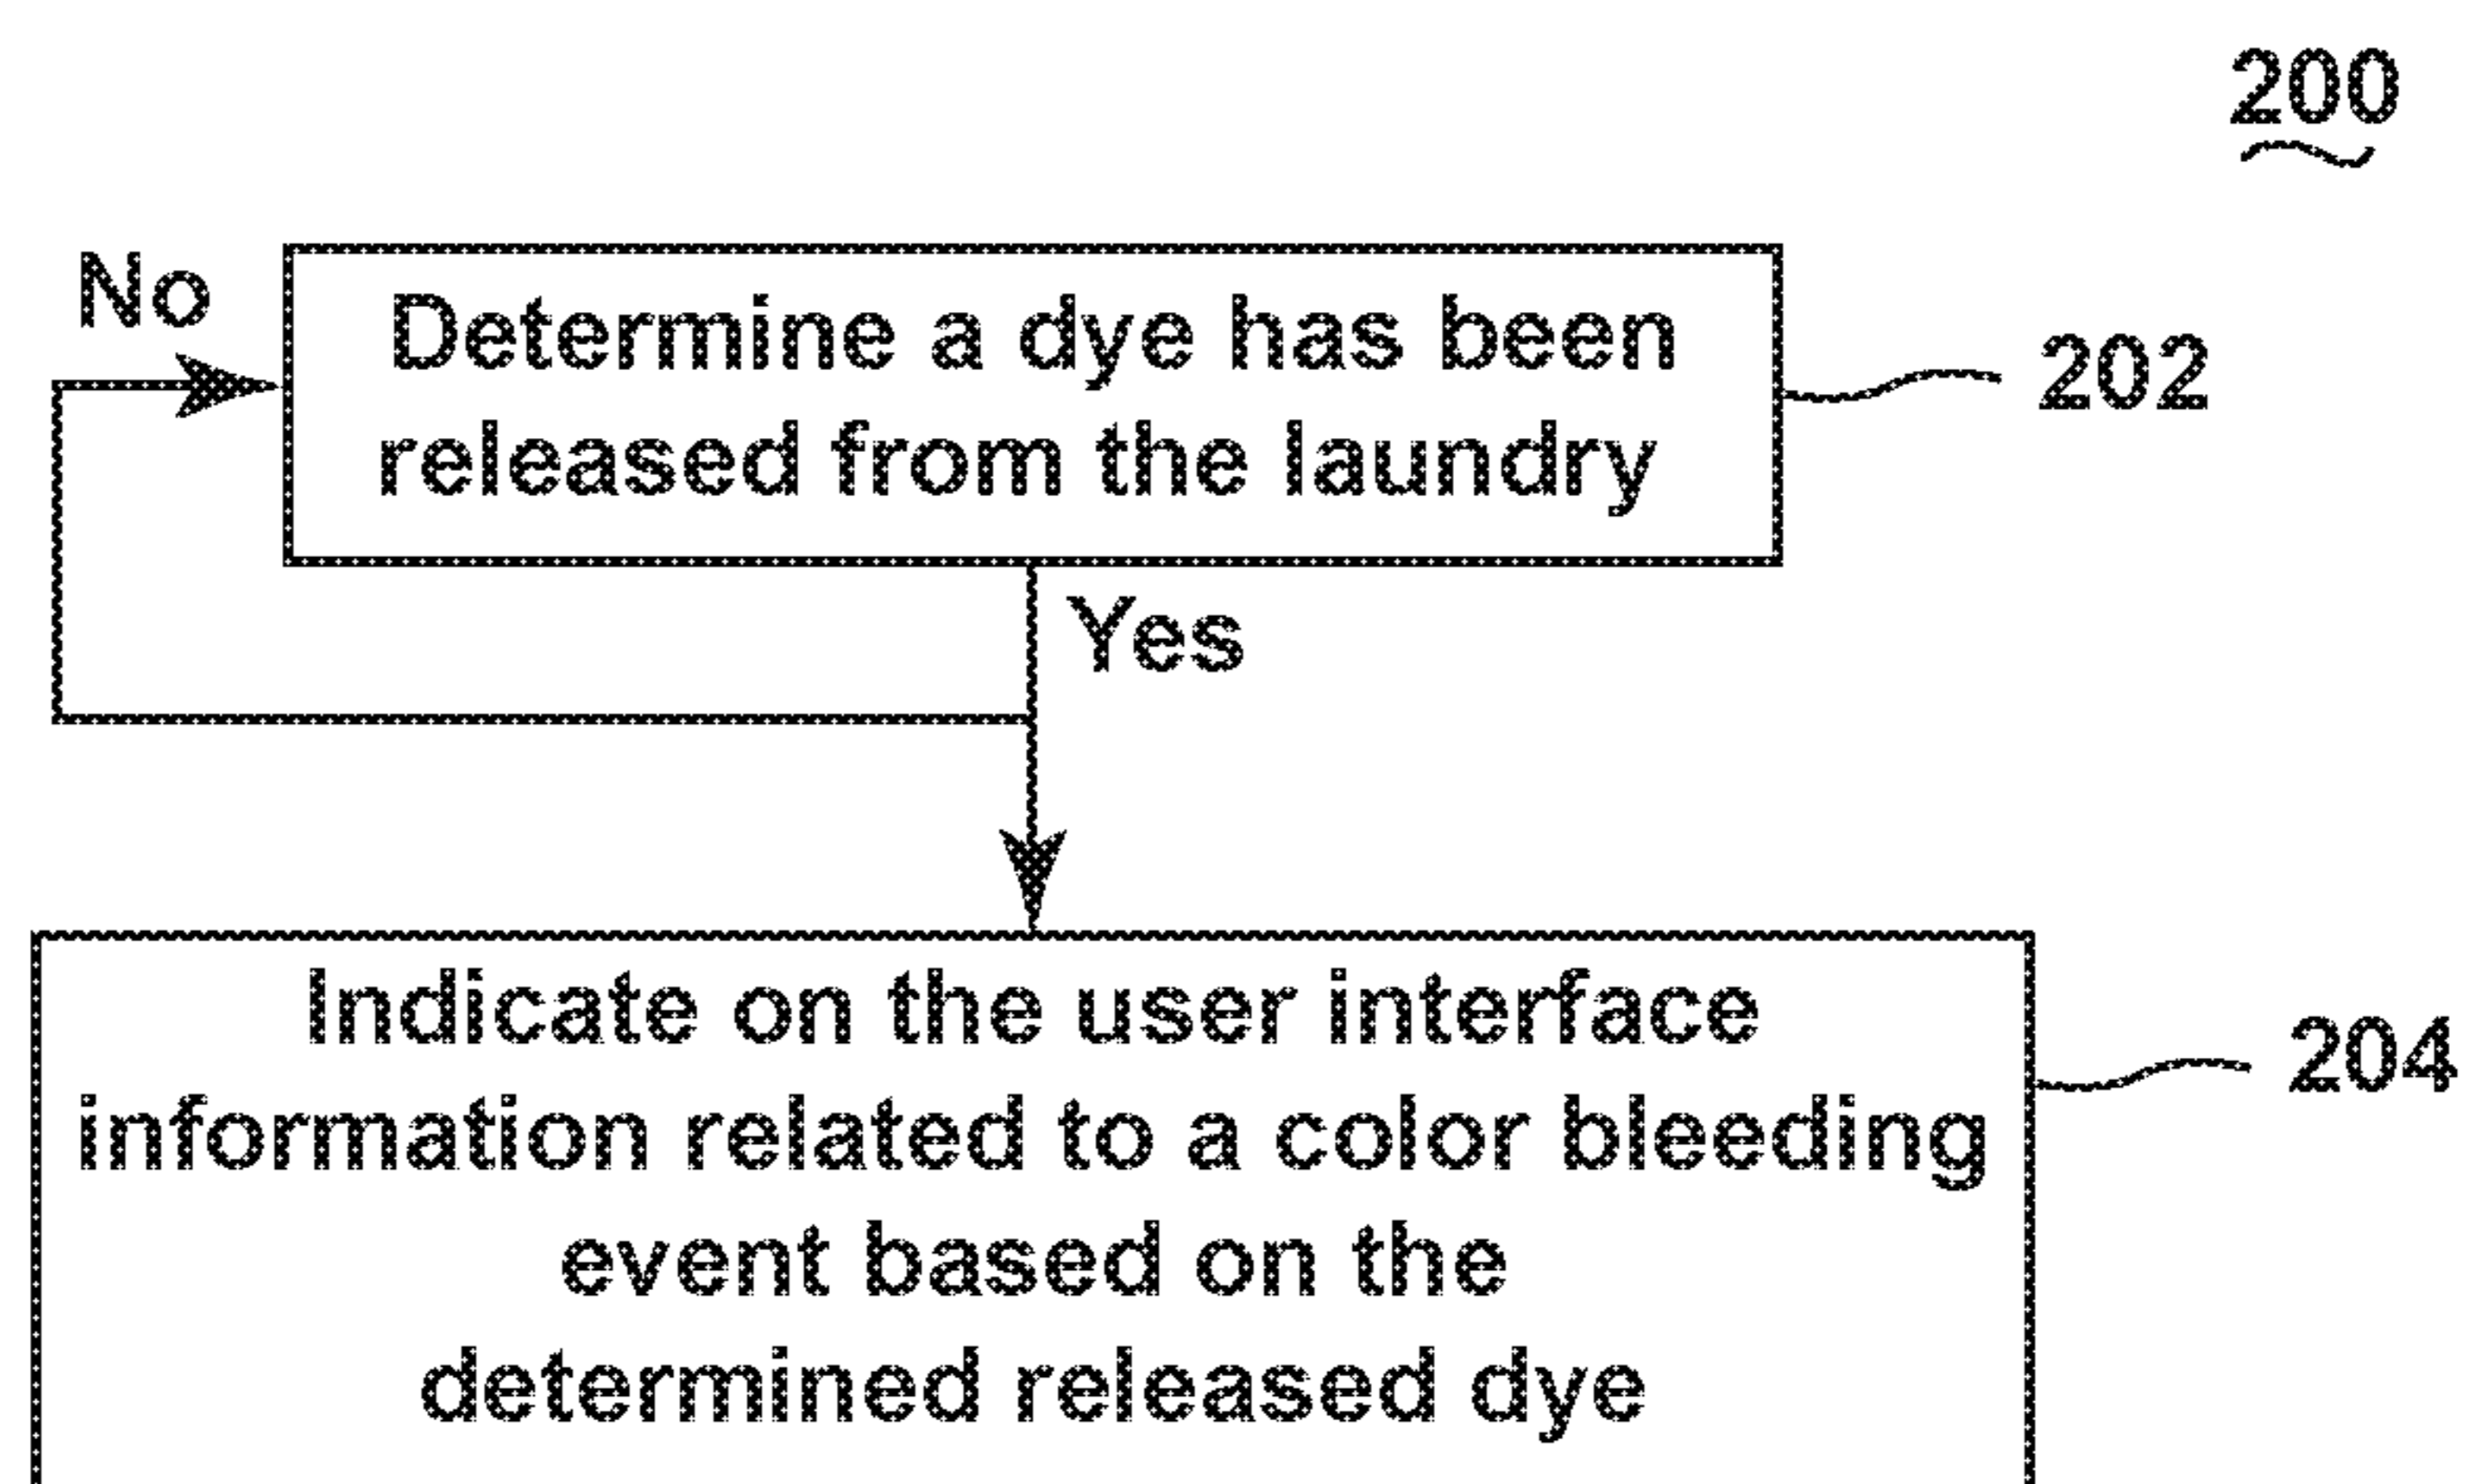 200
No
Determine a dye has been
released from the laundry
202
Yes
Indicate on the user interface
information related to a color bleeding
event based on the
determined released dye
204